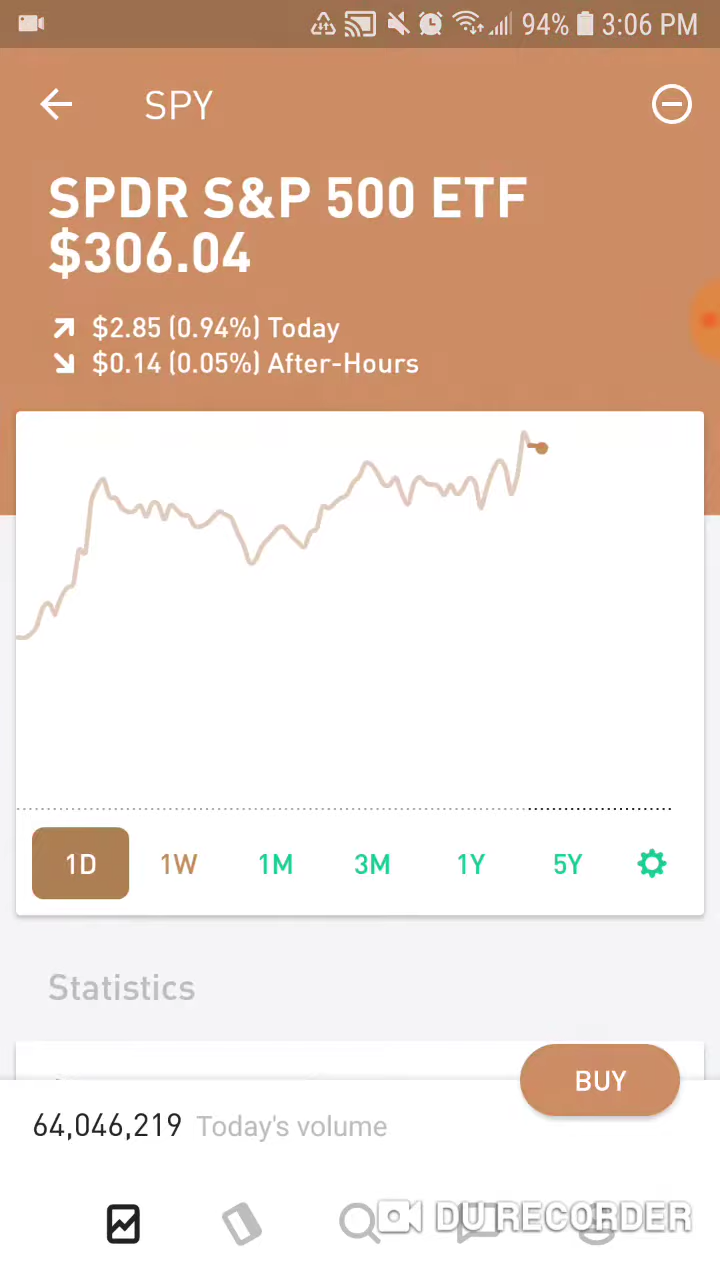 94% 3:06 PM
SPY
SPDR S&P 500 ETF
$306.04
$2.85 (0.94%) Today
$0.14 (0.05%) After-Hours
1D 1W 1M 3M 1Y 5Y
Statistics
BUY
64,046,219 Today's volume
DU RECORDER